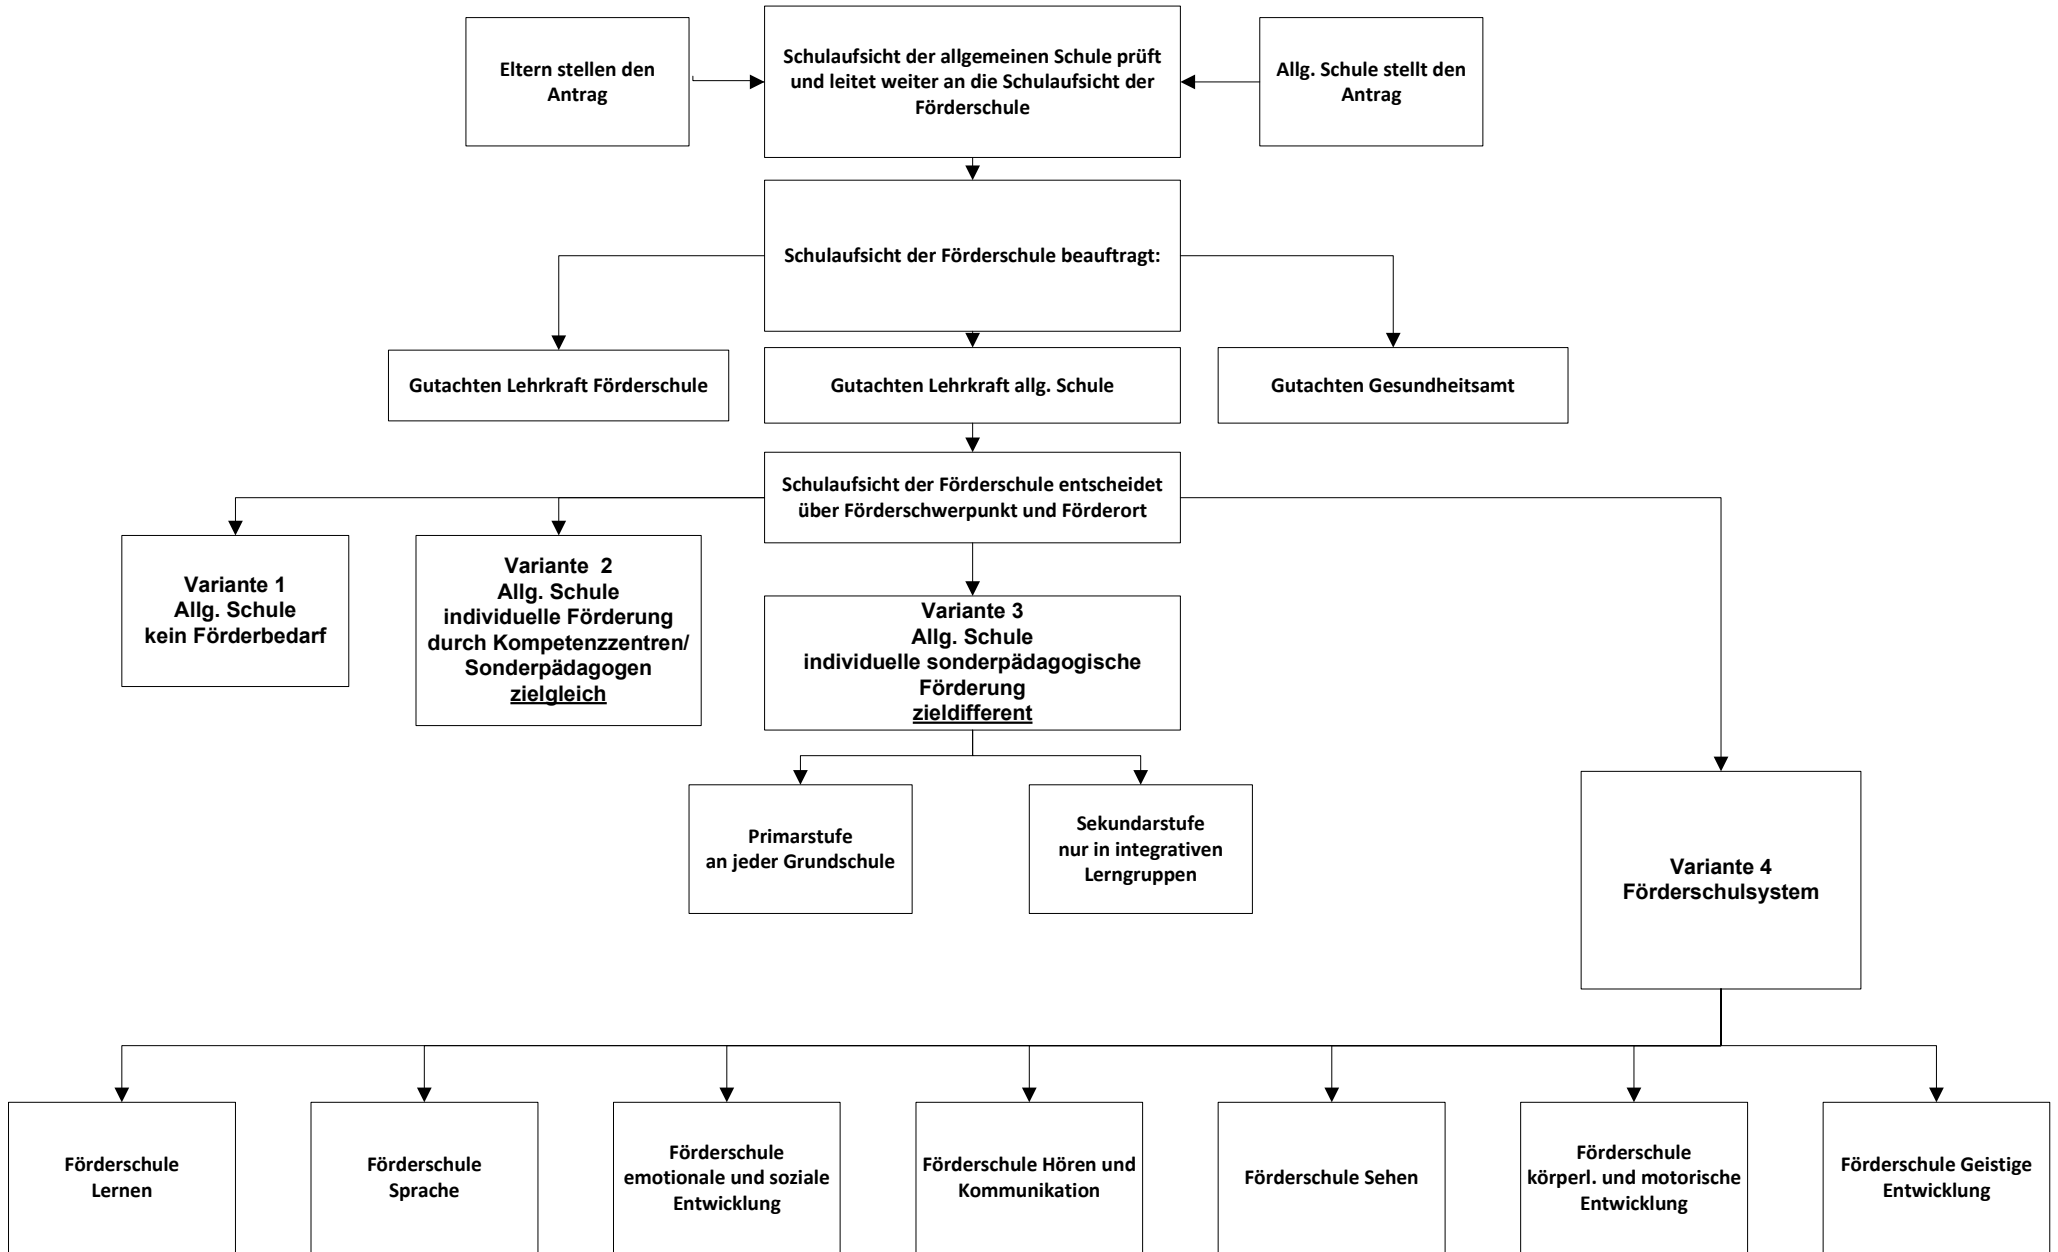 Eltern stellen den
Antrag
Schulaufsicht der allgemeinen Schule prüft
und leitet weiter an die Schulaufsicht der
Förderschule
Allg. Schule stellt den
Antrag
Schulaufsicht der Förderschule beauftragt:
Gutachten Lehrkraft Förderschule
Gutachten Lehrkraft allg. Schule
Gutachten Gesundheitsamt
Schulaufsicht der Förderschule entscheidet
über Förderschwerpunkt und Förderort
Variante 1
Allg. Schule
kein Förderbedarf
Variante 2
Allg. Schule
individuelle Förderung
durch Kompetenzzentren/
Sonderpädagogen
zielgleich
Variante 3
Allg. Schule
individuelle sonderpädagogische
Förderung
zieldifferent
Primarstufe
an jeder Grundschule
Sekundarstufe
nur in integrativen
Lerngruppen
Variante 4
Förderschulsystem
Förderschule
Lernen
Förderschule
Sprache
Förderschule
emotionale und soziale
Entwicklung
Förderschule Hören und
Kommunikation
Förderschule Sehen
Förderschule
körperl. und motorische
Entwicklung
Förderschule Geistige
Entwicklung